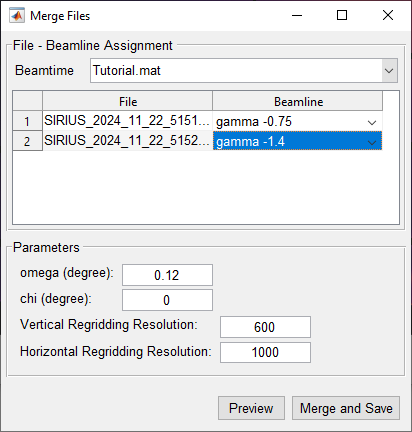 Merge Files
File - Beamline Assignment
Beamtime Tutorial.mat
File Beamline
1 SIRIUS_2024_11_22_5151... gamma -0.75
2 SIRIUS_2024_11_22_5152... gamma -1.4
Parameters
omega (degree): 0.12
chi (degree): 0
Vertical Regridding Resolution: 600
Horizontal Regridding Resolution: 1000
Preview Merge and Save